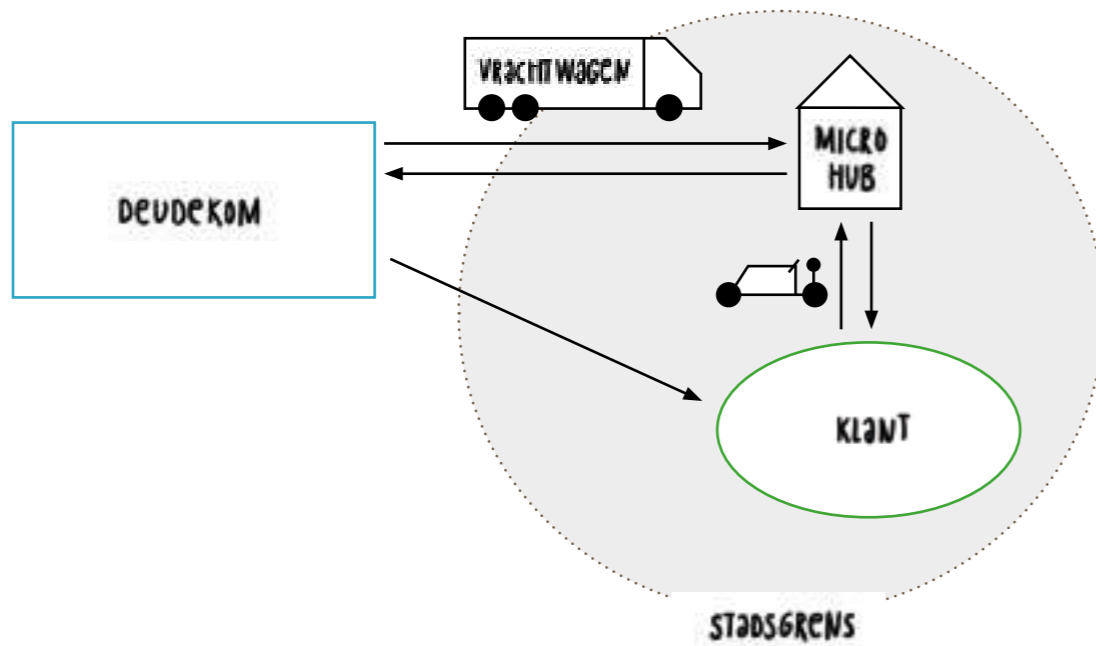 VRACHTWAGEN
MICRO
HUB
DEUDEKOM
KLANT
STADSGRENS